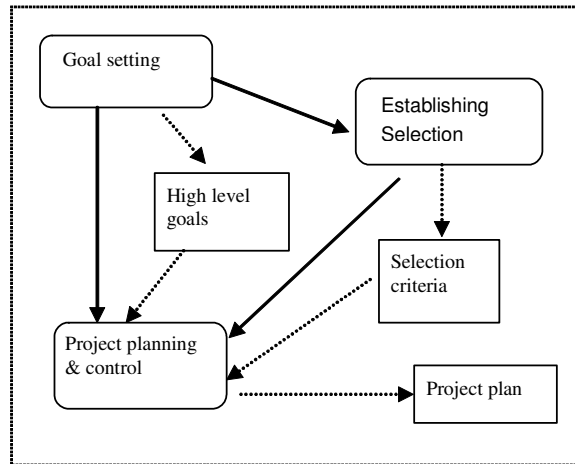 Goal setting
Establishing
Selection
High level
goals
Selection
criteria
Project planning
& control
Project plan